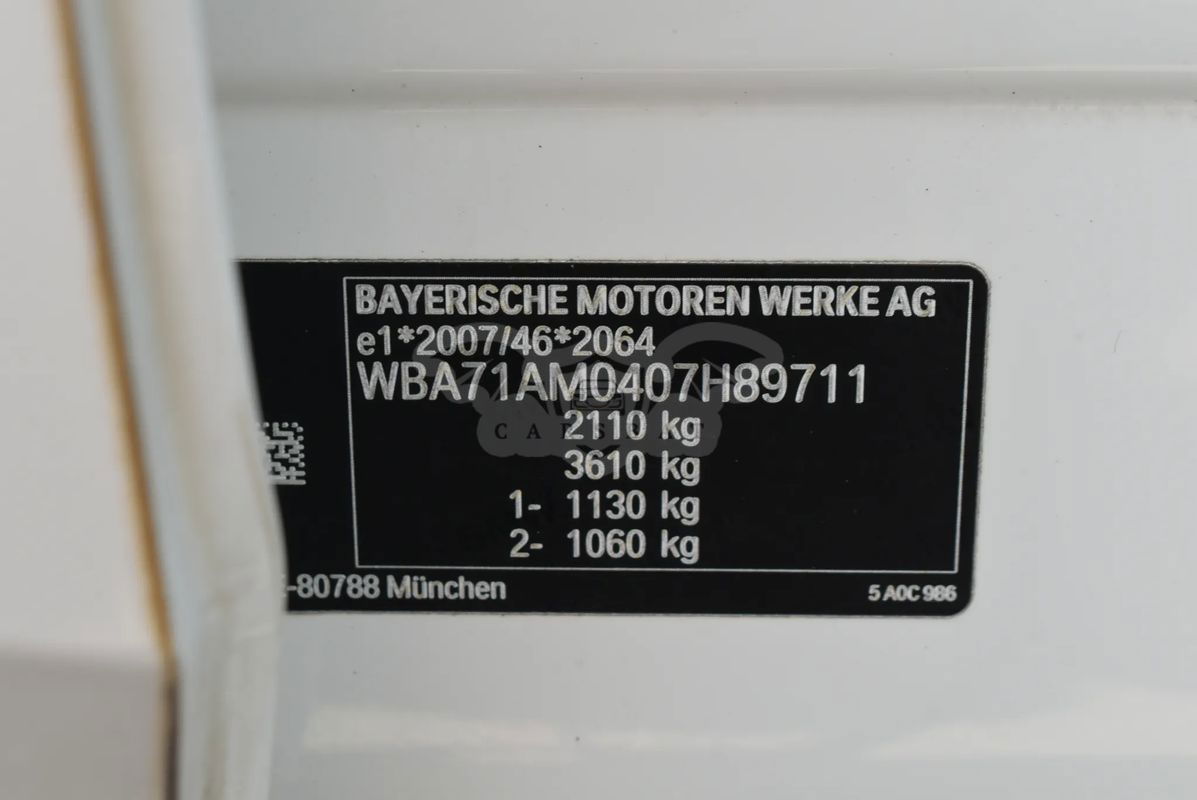 BAYERISCHE MOTOREN WERKE AG
e1*2007/46*2064
WBA71AM0407H89711
2110 kg
3610 kg
1- 1130 kg
2- 1060 kg
-80788 München
5 A0C 986